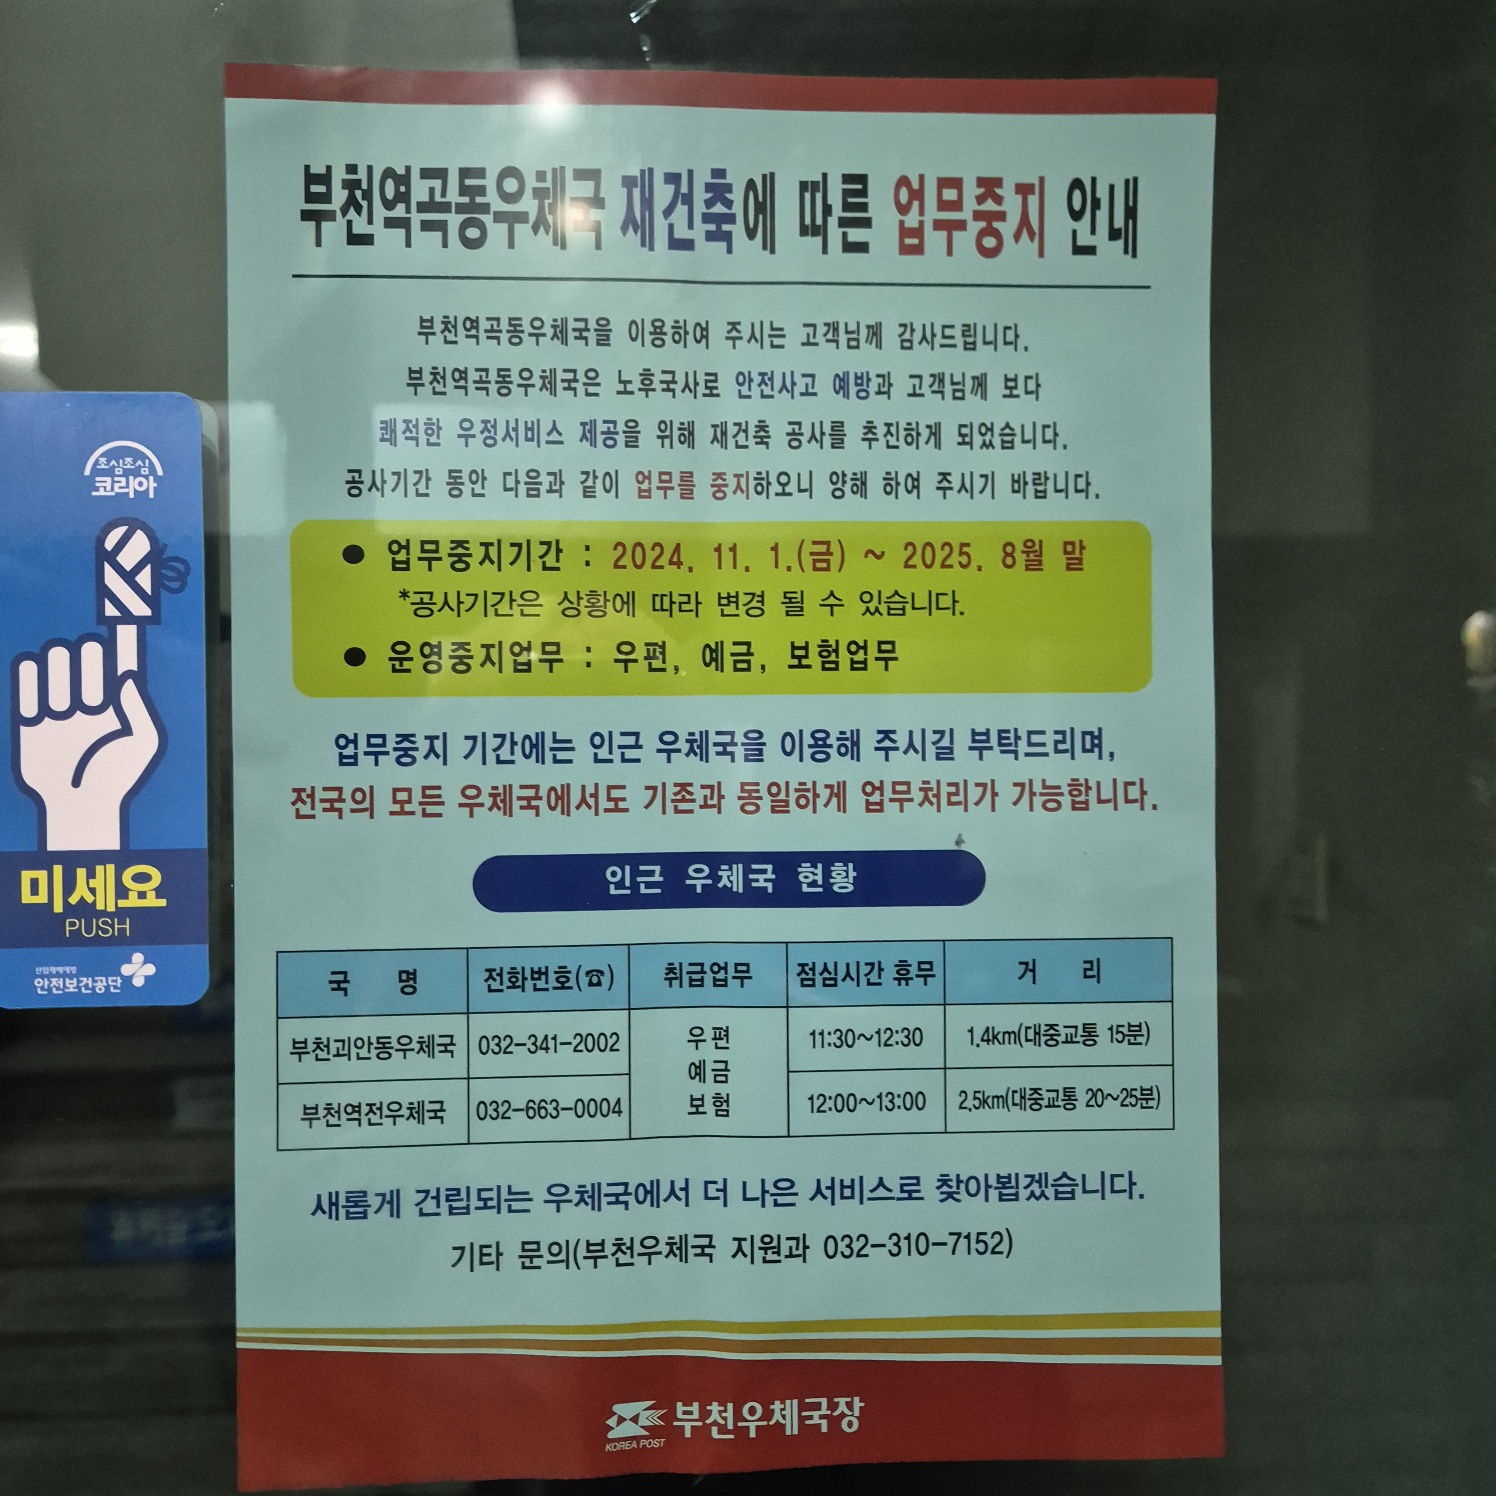 부천역곡동우체국 재건축에 따른 업무중지 안내
부천역곡동우체국을 이용하여 주시는 고객님께 감사드립니다.
부천역곡동우체국은 노후국사로 안전사고 예방과 고객님께 보다
쾌적한 우정서비스 제공을 위해 재건축 공사를 추진하게 되었습니다.
공사기간 동안 다음과 같이 업무를 중지하오니 양해 하여 주시기 바랍니다.
● 업무중지기간 : 2024. 11. 1.(금) ~ 2025. 8월 말
*공사기간은 상황에 따라 변경 될 수 있습니다.
● 운영중지업무 : 우편, 예금, 보험업무
업무중지 기간에는 인근 우체국을 이용해 주시길 부탁드리며,
전국의 모든 우체국에서도 기존과 동일하게 업무처리가 가능합니다.
인근 우체국 현황
국 명 전화번호(☎) 취급업무 점심시간 휴무 거 리
부천괴안동우체국 032-341-2002 우편 예금 보험 11:30~12:30 1.4km(대중교통 15분)
부천역전우체국 032-663-0004 12:00~13:00 2.5km(대중교통 20~25분)
새롭게 건립되는 우체국에서 더 나은 서비스로 찾아뵙겠습니다.
기타 문의(부천우체국 지원과 032-310-7152)
KOREA POST 부천우체국장
조심조심
코리아
미세요
PUSH
산업재해예방
안전보건공단